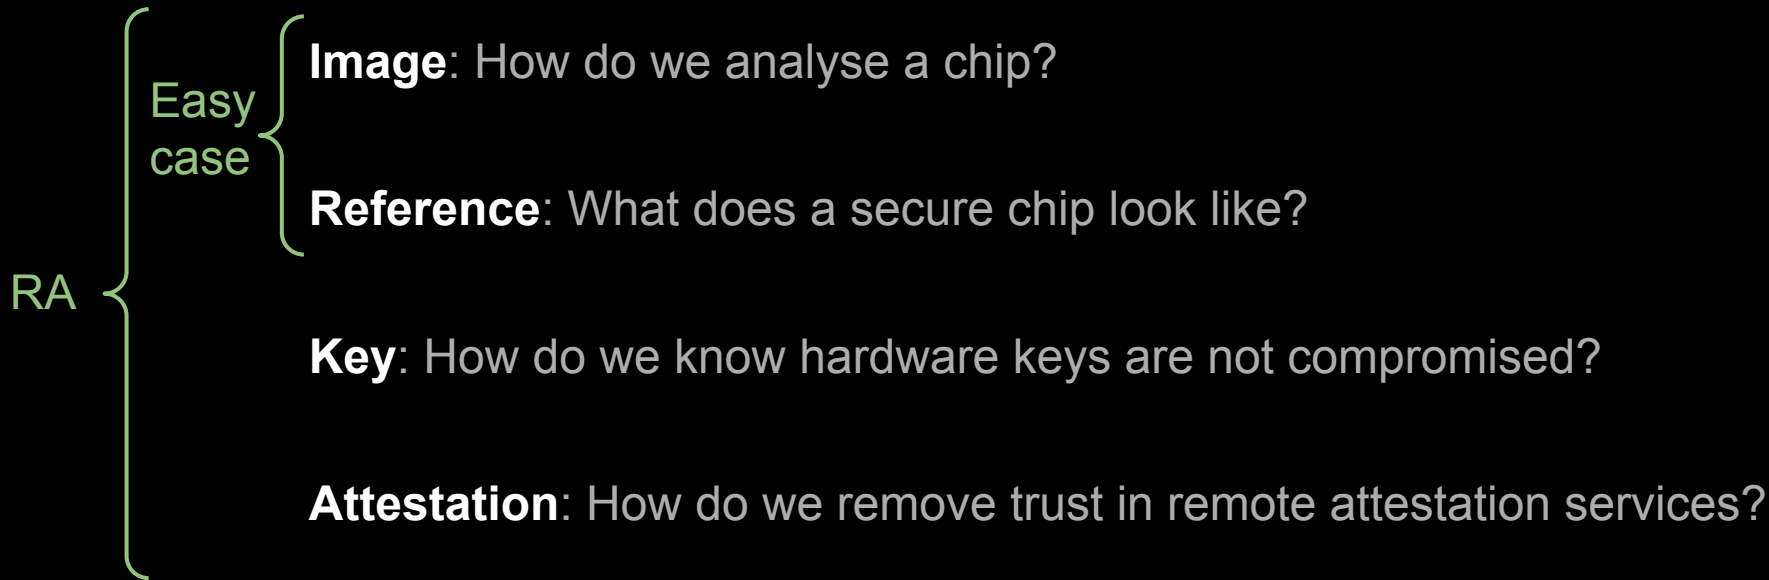 RA
Easy
case
Image: How do we analyse a chip?
Reference: What does a secure chip look like?
Key: How do we know hardware keys are not compromised?
Attestation: How do we remove trust in remote attestation services?